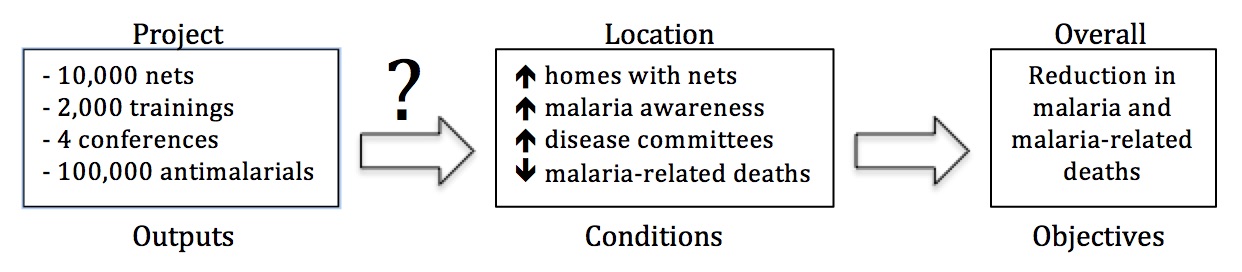 Project
- 10,000 nets
- 2,000 trainings
- 4 conferences
- 100,000 antimalarials
Outputs
?
Location
↑ homes with nets
↑ malaria awareness
↑ disease committees
↓ malaria-related deaths
Conditions
Overall
Reduction in
malaria and
malaria-related
deaths
Objectives